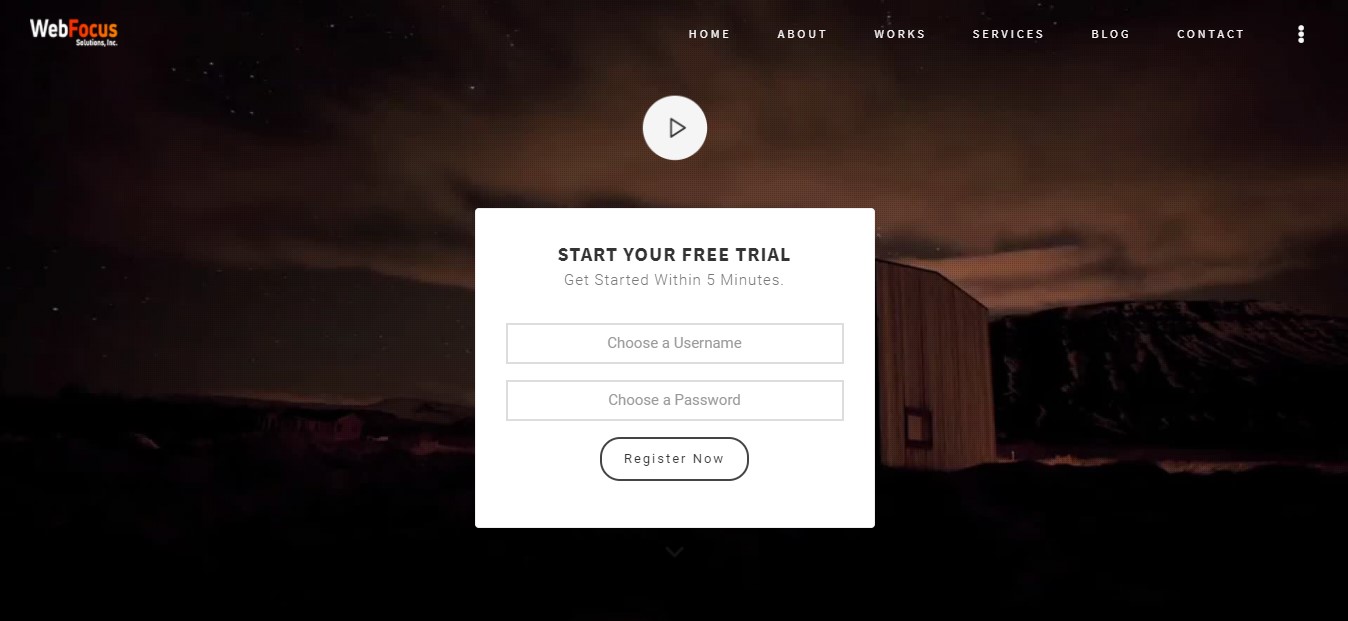 WebFocus
Solutions, Inc.
HOME ABOUT WORKS SERVICES BLOG CONTACT
START YOUR FREE TRIAL
Get Started Within 5 Minutes.
Choose a Username
Choose a Password
Register Now